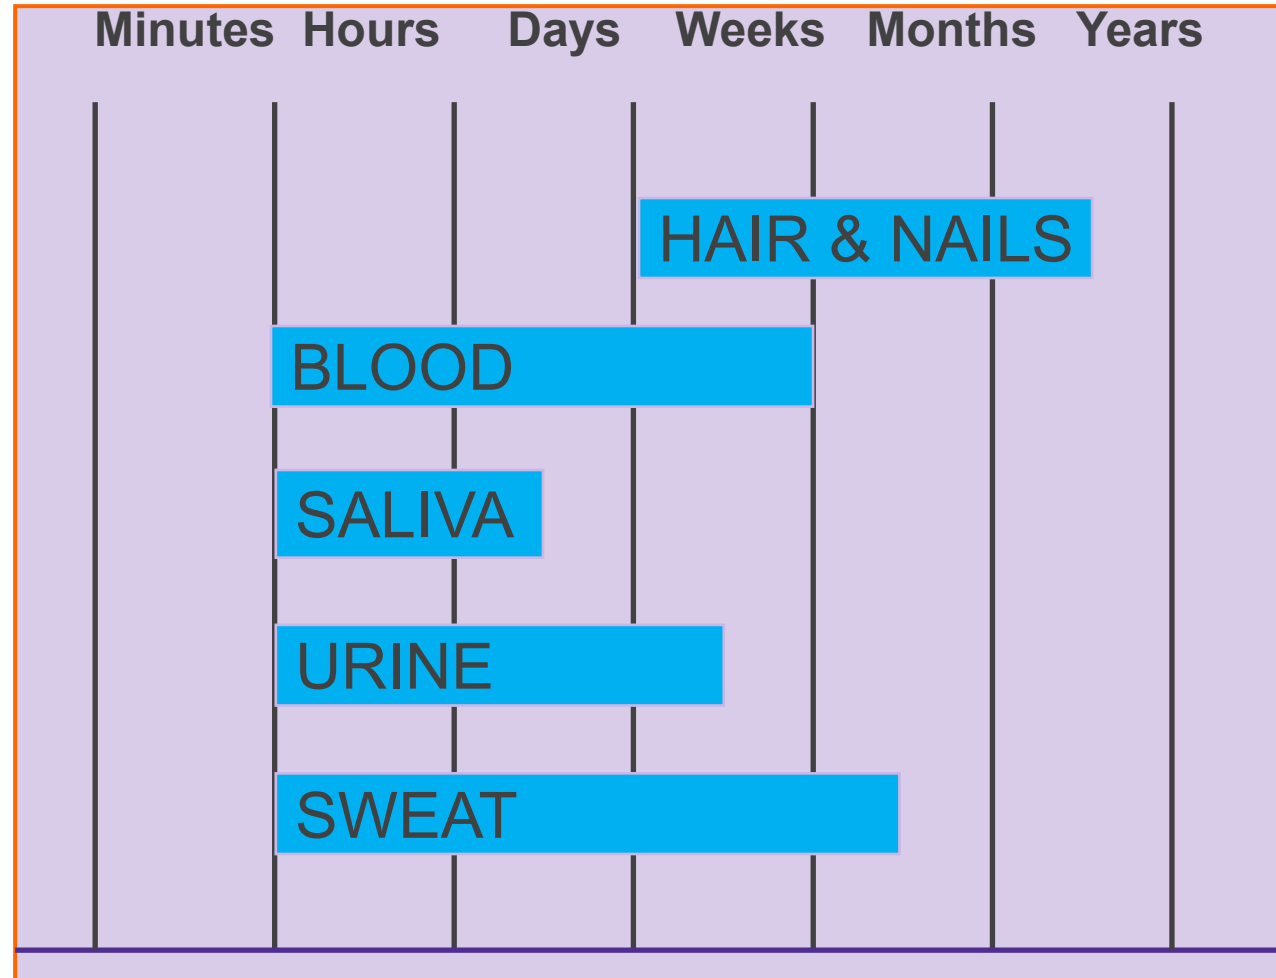 Minutes Hours Days Weeks Months Years
HAIR & NAILS
BLOOD
SALIVA
URINE
SWEAT